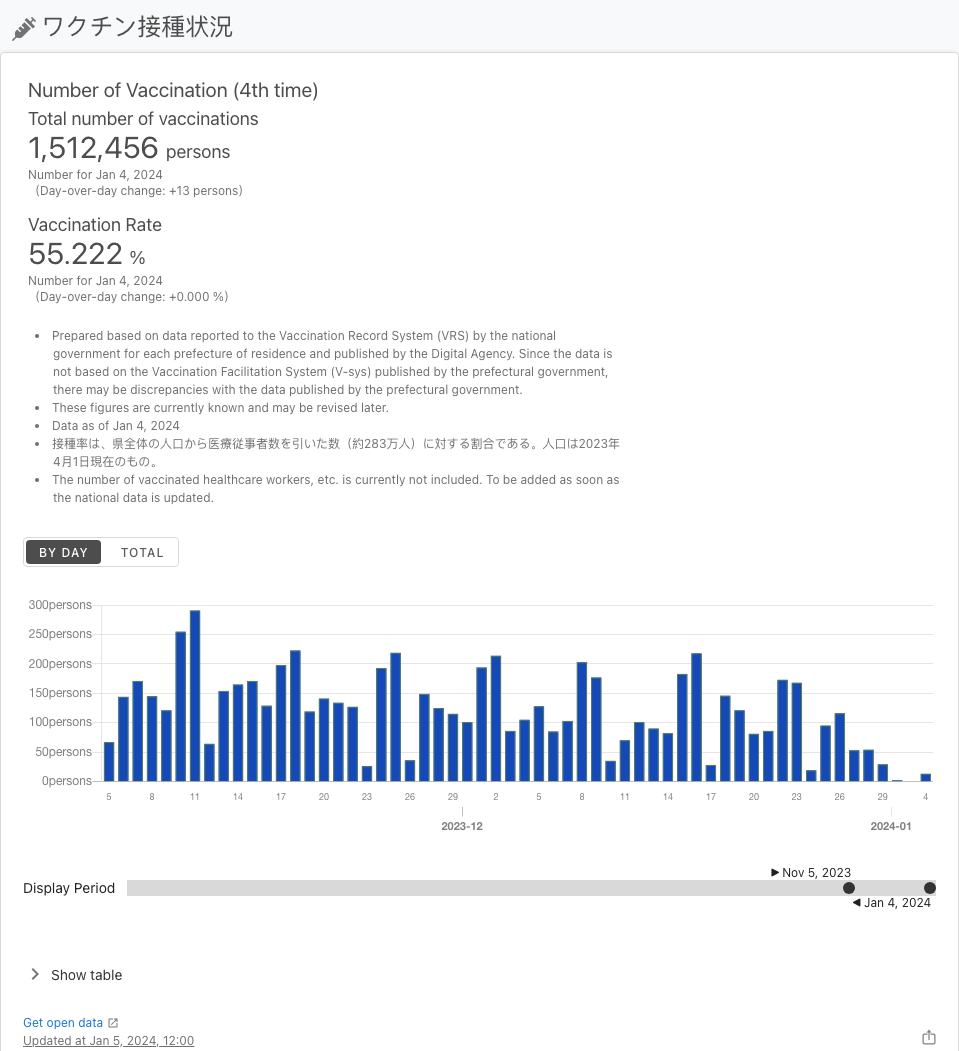 ワクチン接種状況
Number of Vaccination (4th time)
Total number of vaccinations
1,512,456 persons
Number for Jan 4, 2024
(Day-over-day change: +13 persons)
Vaccination Rate
55.222 %
Number for Jan 4, 2024
(Day-over-day change: +0.000 %)
• Prepared based on data reported to the Vaccination Record System (VRS) by the national
government for each prefecture of residence and published by the Digital Agency. Since the data is
not based on the Vaccination Facilitation System (V-sys) published by the prefectural government,
there may be discrepancies with the data published by the prefectural government.
• These figures are currently known and may be revised later.
• Data as of Jan 4, 2024
• 接種率は、県全体の人口から医療従事者数を引いた数（約283万人）に対する割合である。人口は2023年
4月1日現在のもの。
• The number of vaccinated healthcare workers, etc. is currently not included. To be added as soon as
the national data is updated.
BY DAY TOTAL
300persons
250persons
200persons
150persons
100persons
50persons
0persons
5 8 11 14 17 20 23 26 29 2 5 8 11 14 17 20 23 26 29 4
2023-12 2024-01
Nov 5, 2023
Display Period
Jan 4, 2024
Show table
Get open data
Updated at Jan 5, 2024, 12:00